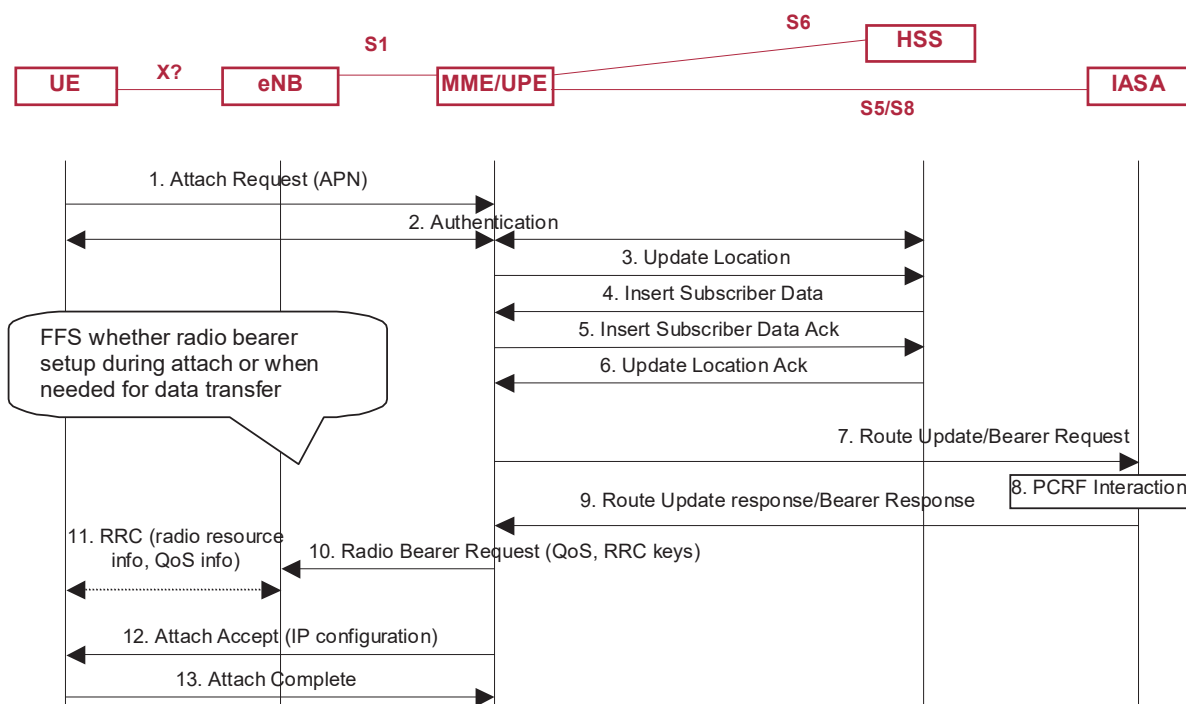 S6
HSS
S1
X?
UE
eNB
MME/UPE
IASA
S5/S8
1. Attach Request (APN)
2. Authentication
3. Update Location
4. Insert Subscriber Data
FFS whether radio bearer
setup during attach or when
needed for data transfer
5. Insert Subscriber Data Ack
6. Update Location Ack
7. Route Update/Bearer Request
8. PCRF Interaction
9. Route Update response/Bearer Response
11. RRC (radio resource
info, QoS info)
10. Radio Bearer Request (QoS, RRC keys)
12. Attach Accept (IP configuration)
13. Attach Complete